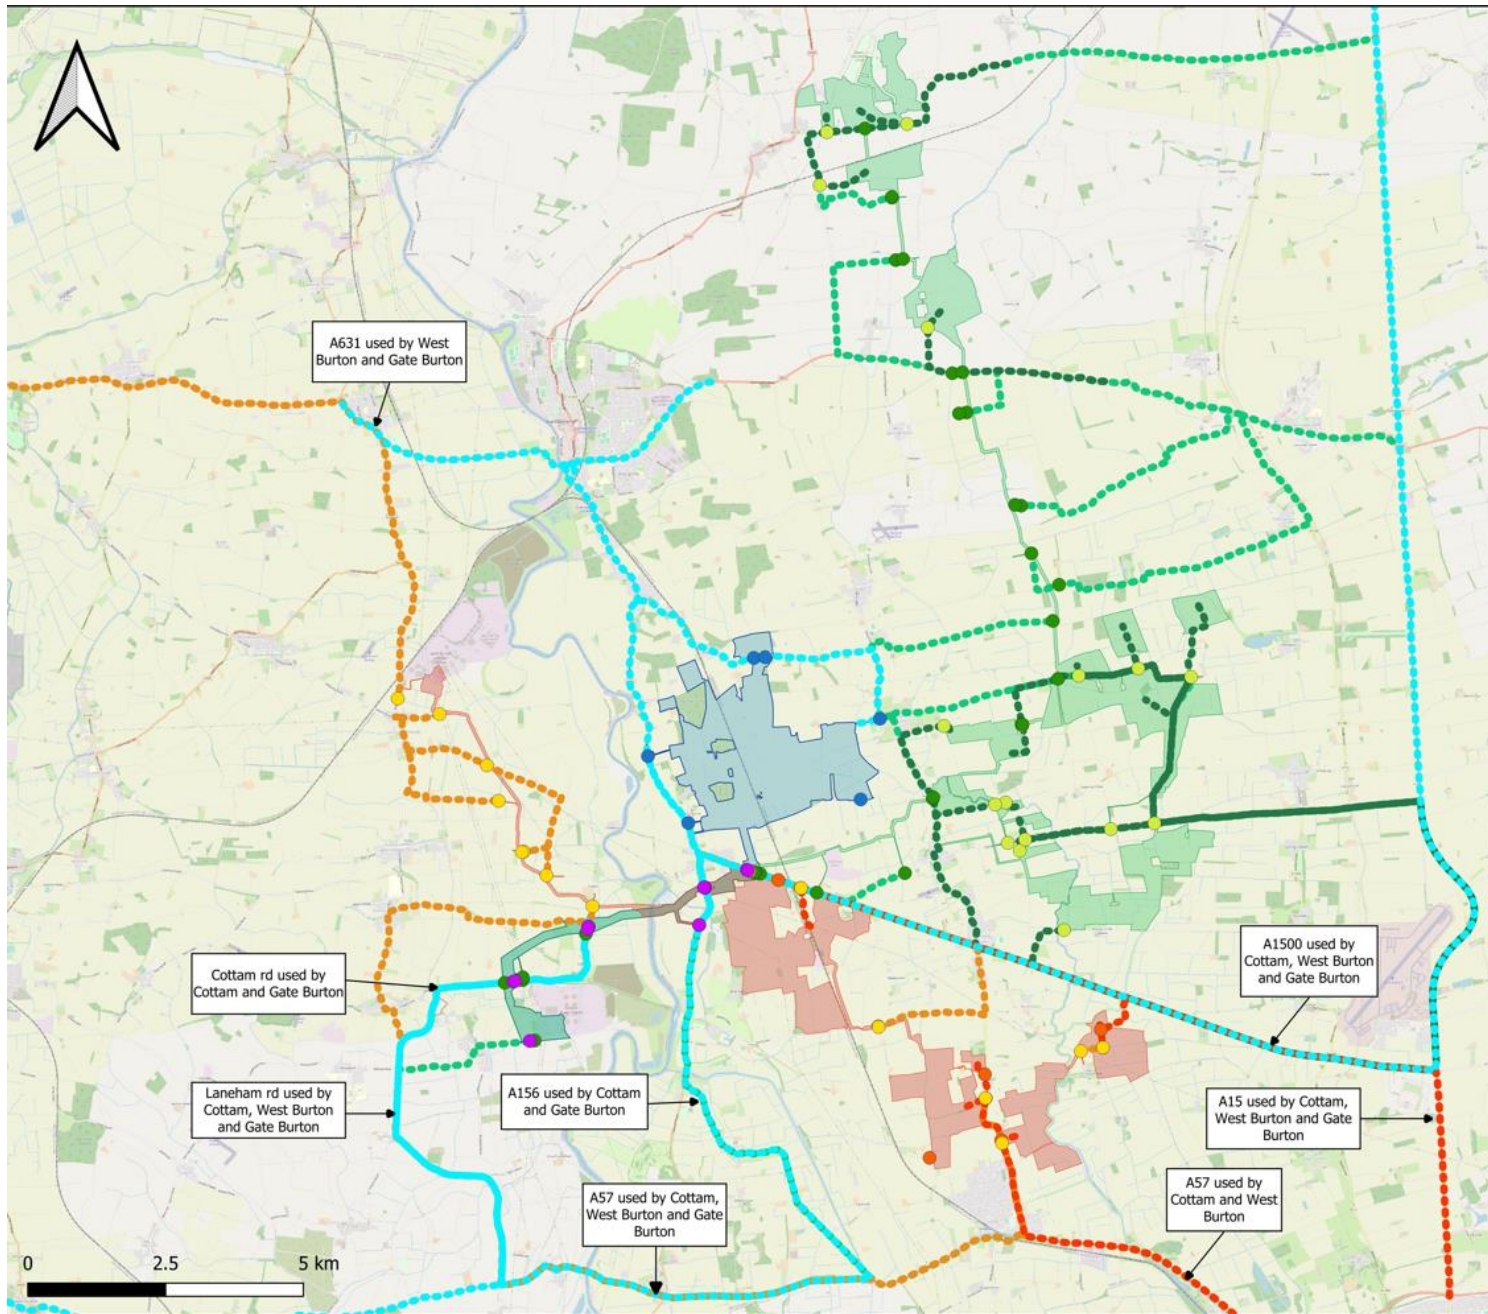 A631 used by West
Burton and Gate Burton
Cottam rd used by
Cottam and Gate Burton
A1500 used by
Cottam, West Burton
and Gate Burton
Laneham rd used by
Cottam, West Burton
and Gate Burton
A156 used by Cottam
and Gate Burton
A15 used by Cottam,
West Burton and Gate
Burton
A57 used by Cottam,
West Burton and Gate
Burton
A57 used by
Cottam and West
Burton
0 2.5 5 km